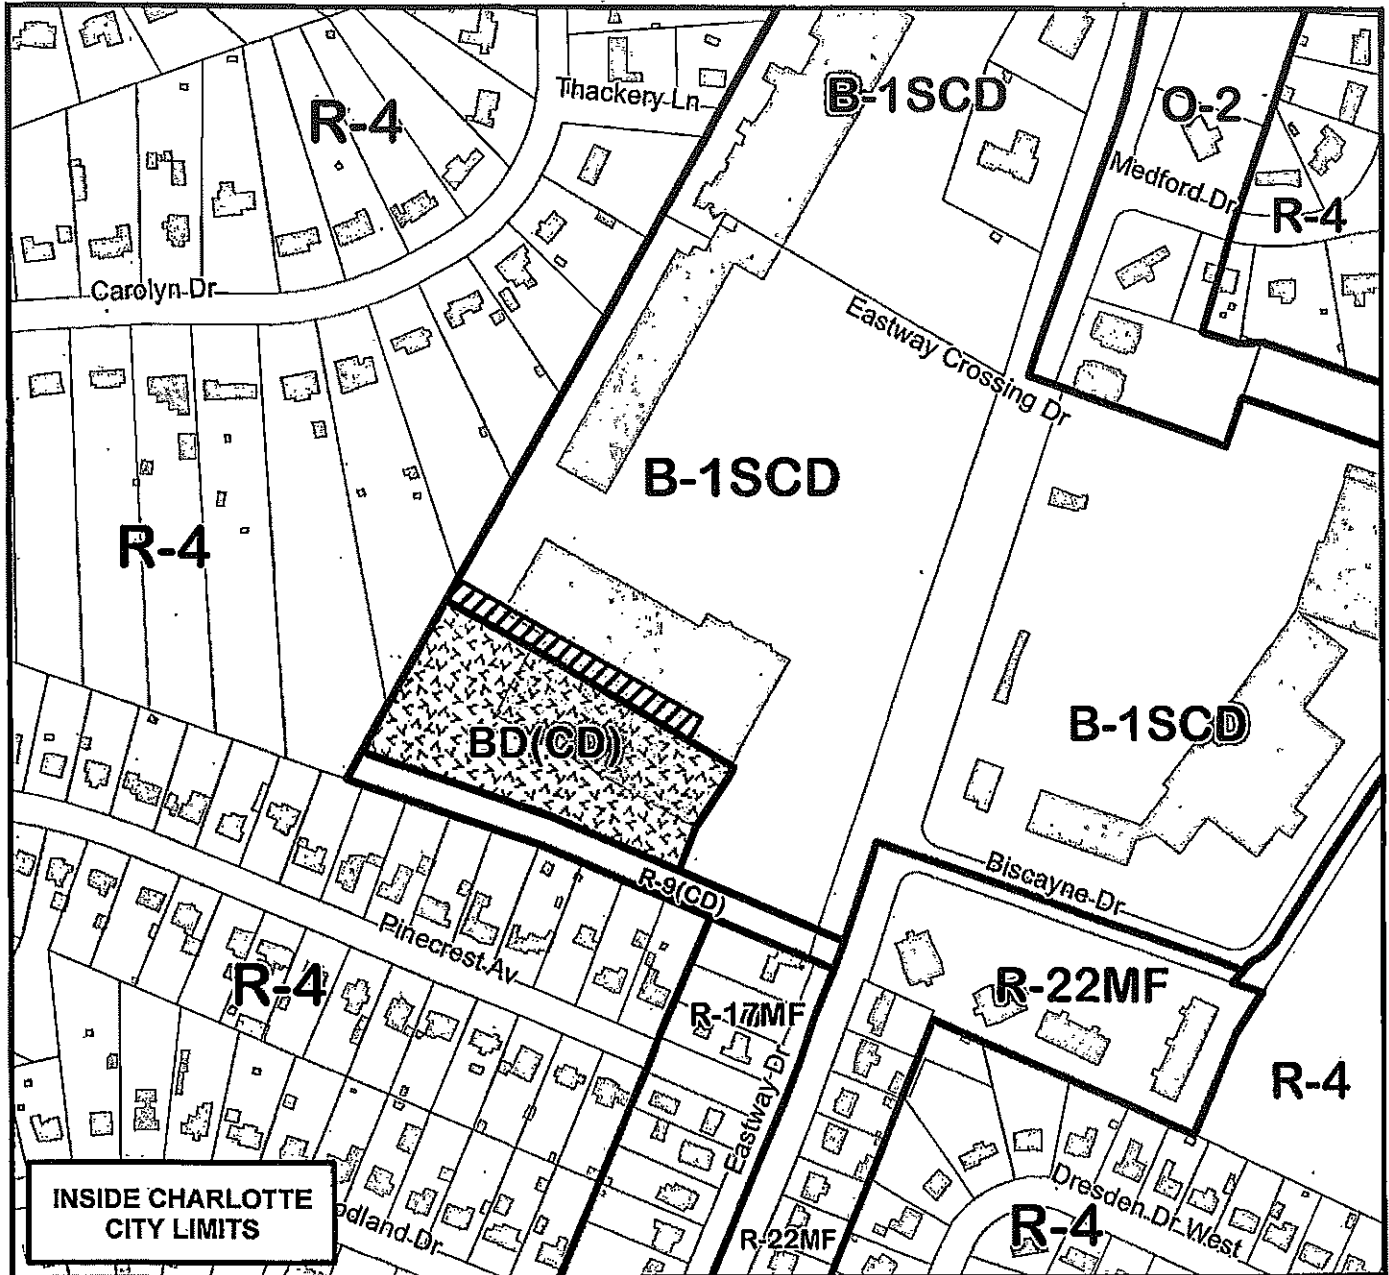 B-1SCD
O-2
Thackery Ln
R-4
Medford Dr
R-4
Carolyn Dr
Eastway Crossing Dr
B-1SCD
R-4
B-1SCD
BD(CD)
Biscayne Dr
R-9(CD)
Pinecrest Av
R-4
R-22MF
R-17MF
R-4
Eastway Dr
INSIDE CHARLOTTE
CITY LIMITS
Dresden Dr West
R-4
R-22MF